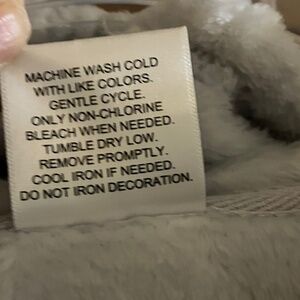 MACHINE WASH COLD
WITH LIKE COLORS.
GENTLE CYCLE.
ONLY NON-CHLORINE
BLEACH WHEN NEEDED.
TUMBLE DRY LOW.
REMOVE PROMPTLY.
COOL IRON IF NEEDED.
DO NOT IRON DECORATION.